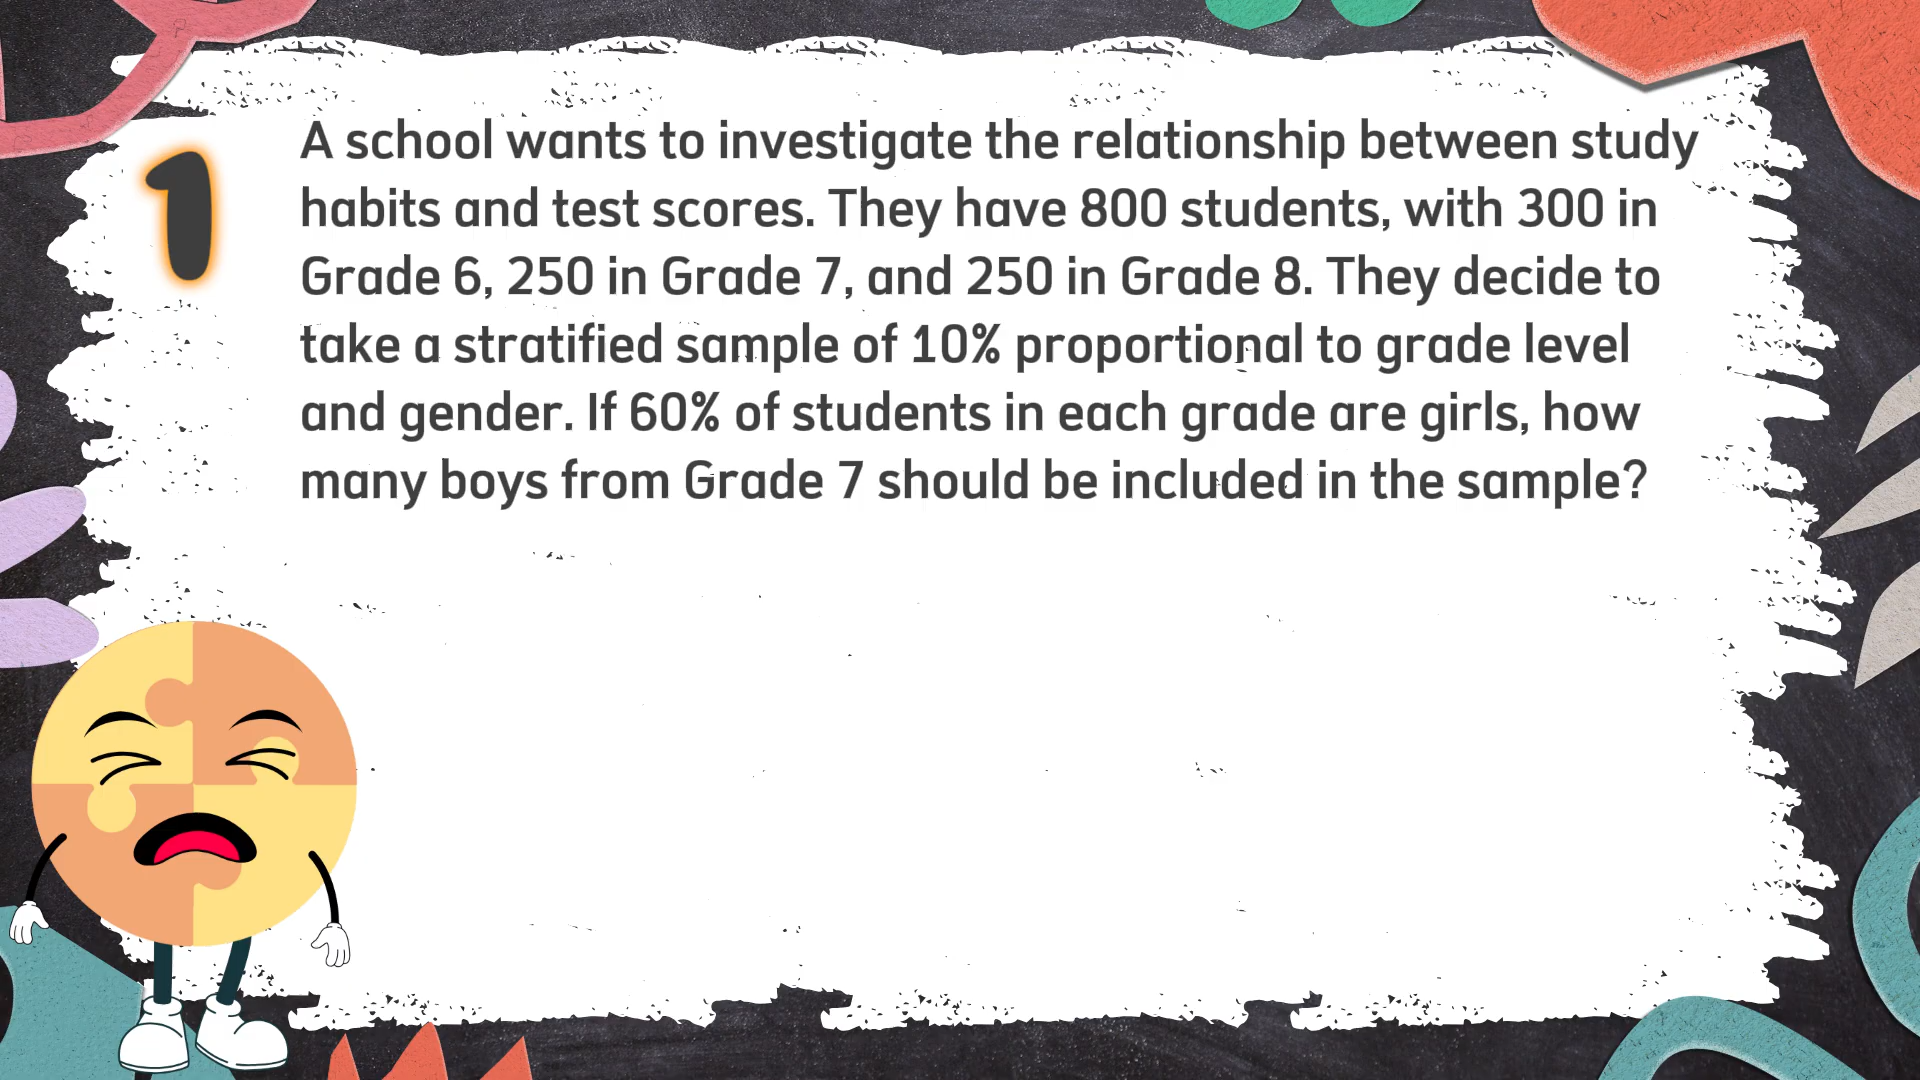 1
A school wants to investigate the relationship between study
habits and test scores. They have 800 students, with 300 in
Grade 6, 250 in Grade 7, and 250 in Grade 8. They decide to
take a stratified sample of 10% proportional to grade level
and gender. If 60% of students in each grade are girls, how
many boys from Grade 7 should be included in the sample?